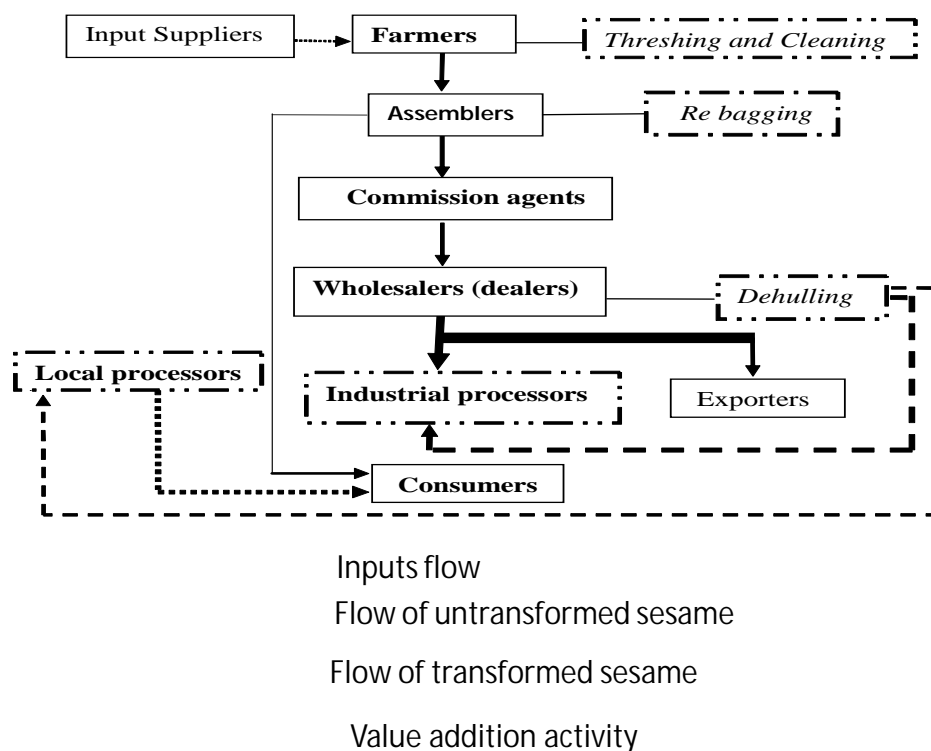 Input Suppliers
Farmers
Threshing and Cleaning
Assemblers
Re bagging
Commission agents
Wholesalers (dealers)
Dehulling
Local processors
Industrial processors
Exporters
Consumers
Inputs flow
Flow of untransformed sesame
Flow of transformed sesame
Value addition activity